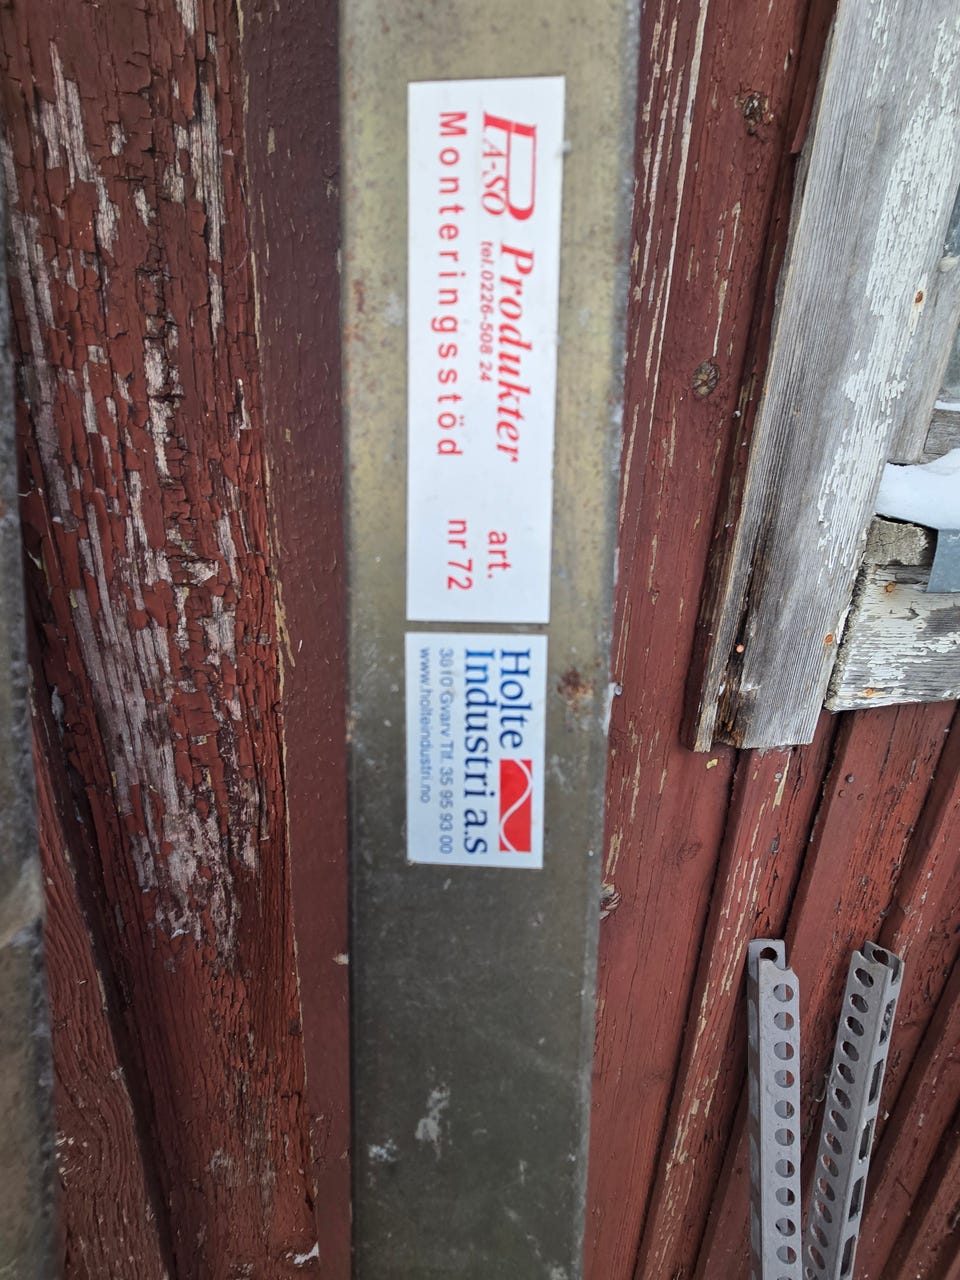 PA-SO Produkter
tel.0226-508 24
Monteringsstöd
art.
nr 72
Holte
Industri a.s
Gvarv Tlf. 35 95 93 00
www.holteindustri.no